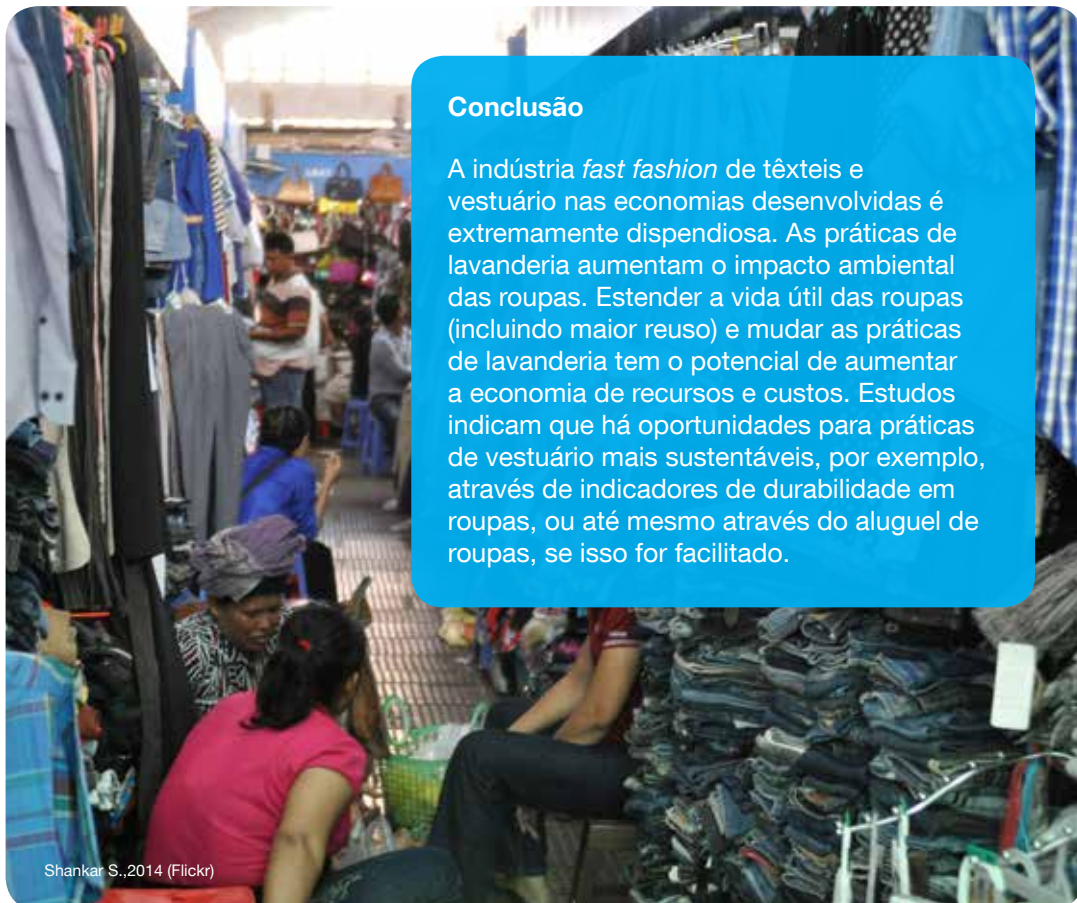 Conclusão
A indústria fast fashion de têxteis e
vestuário nas economias desenvolvidas é
extremamente dispendiosa. As práticas de
lavanderia aumentam o impacto ambiental
das roupas. Estender a vida útil das roupas
(incluindo maior reuso) e mudar as práticas
de lavanderia tem o potencial de aumentar
a economia de recursos e custos. Estudos
indicam que há oportunidades para práticas
de vestuário mais sustentáveis, por exemplo,
através de indicadores de durabilidade em
roupas, ou até mesmo através do aluguel de
roupas, se isso for facilitado.
Shankar S.,2014 (Flickr)